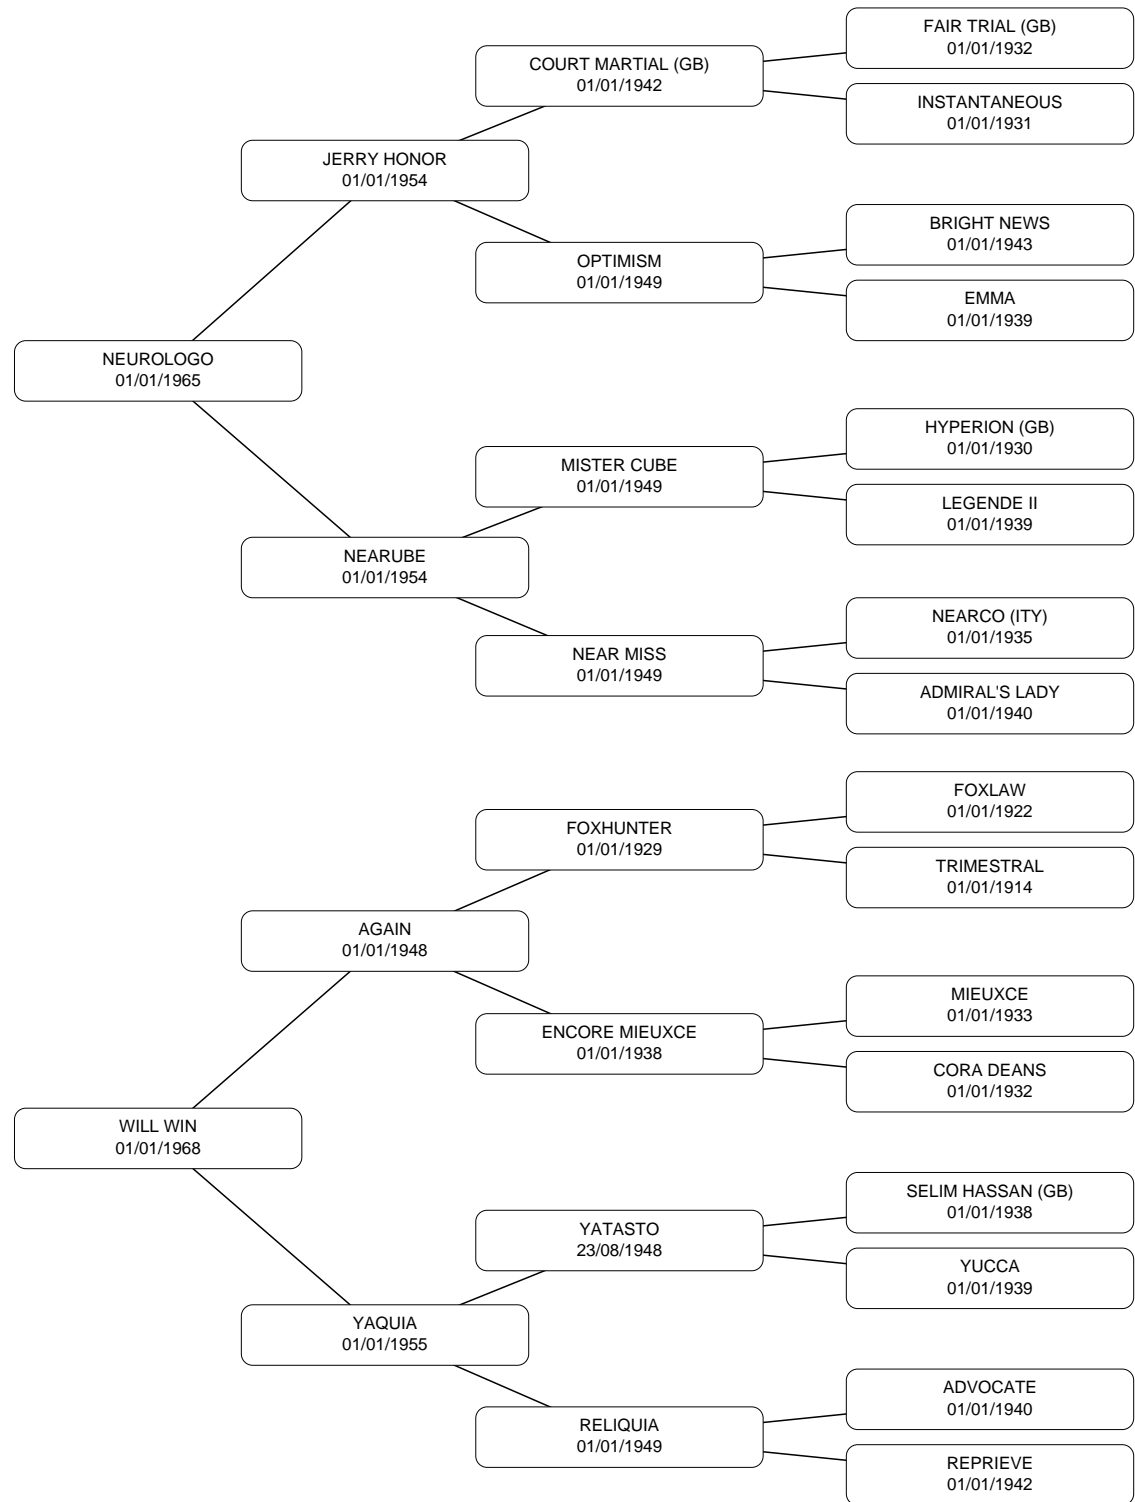 FAIR TRIAL (GB)
01/01/1932
COURT MARTIAL (GB)
01/01/1942
INSTANTANEOUS
01/01/1931
JERRY HONOR
01/01/1954
BRIGHT NEWS
01/01/1943
OPTIMISM
01/01/1949
EMMA
01/01/1939
NEUROLOGO
01/01/1965
HYPERION (GB)
01/01/1930
MISTER CUBE
01/01/1949
LEGENDE II
01/01/1939
NEARUBE
01/01/1954
NEARCO (ITY)
01/01/1935
NEAR MISS
01/01/1949
ADMIRAL'S LADY
01/01/1940
FOXLAW
01/01/1922
FOXHUNTER
01/01/1929
TRIMESTRAL
01/01/1914
AGAIN
01/01/1948
MIEUXCE
01/01/1933
ENCORE MIEUXCE
01/01/1938
CORA DEANS
01/01/1932
WILL WIN
01/01/1968
SELIM HASSAN (GB)
01/01/1938
YATASTO
23/08/1948
YUCCA
01/01/1939
YAQUIA
01/01/1955
ADVOCATE
01/01/1940
RELIQUIA
01/01/1949
REPRIEVE
01/01/1942